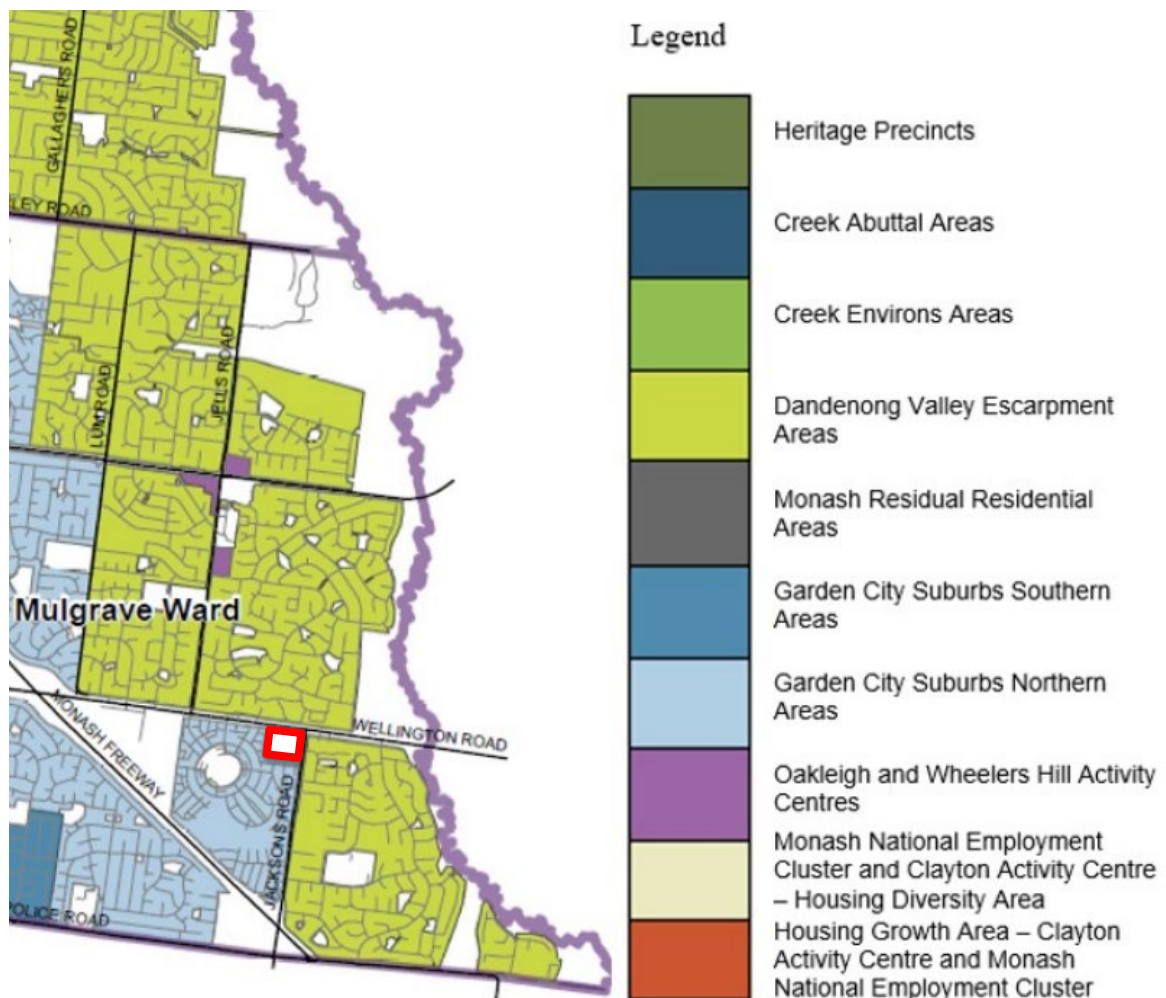 GALLAGHERS ROAD
LEY ROAD
LUM ROAD
JELLS ROAD
Mulgrave Ward
MONASH FREEWAY
WELLINGTON ROAD
JACKSONS ROAD
POLICE ROAD
Legend
Heritage Precincts
Creek Abuttal Areas
Creek Environs Areas
Dandenong Valley Escarpment
Areas
Monash Residual Residential
Areas
Garden City Suburbs Southern
Areas
Garden City Suburbs Northern
Areas
Oakleigh and Wheelers Hill Activity
Centres
Monash National Employment
Cluster and Clayton Activity Centre
– Housing Diversity Area
Housing Growth Area – Clayton
Activity Centre and Monash
National Employment Cluster